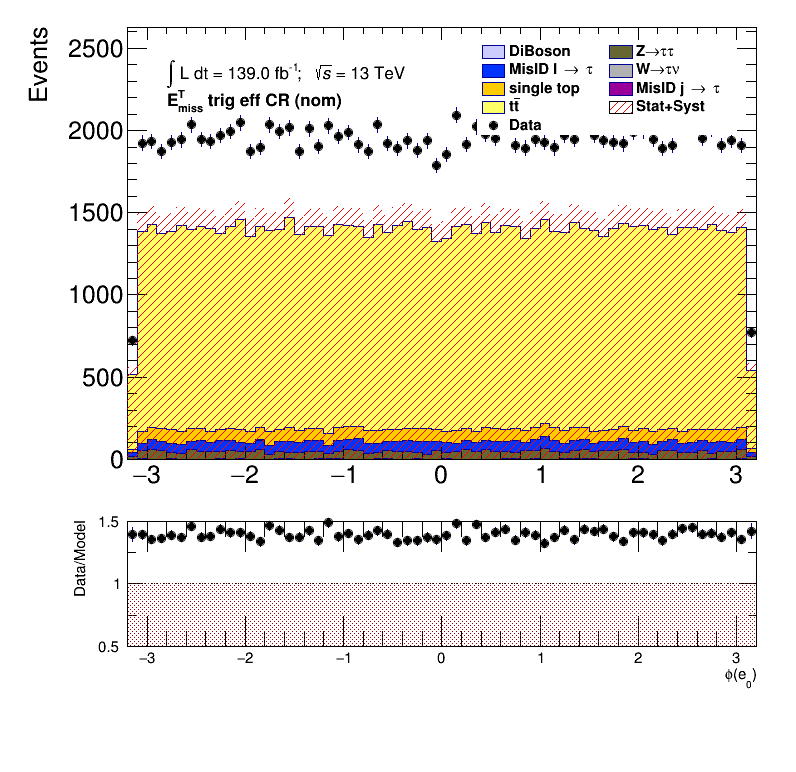 Events
2500
2000
1500
1000
500
0
∫ L dt = 139.0 fb⁻¹; √s = 13 TeV
E^T_miss trig eff CR (nom)
DiBoson
Z→ττ
MisID l → τ
W→τν
single top
MisID j → τ
tt̄
Stat+Syst
Data
−3 −2 −1 0 1 2 3
Data/Model
1.5
1
0.5
−3 −2 −1 0 1 2 3
ϕ(e₀)